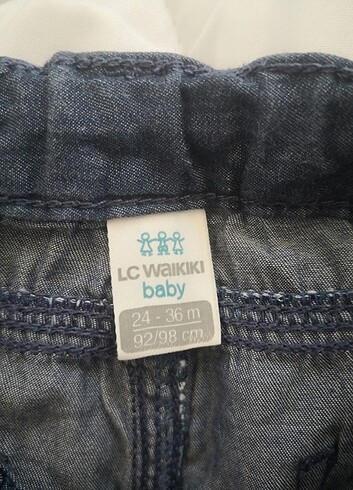 LC WAIKIKI
baby
24 - 36 m
92/98 cm